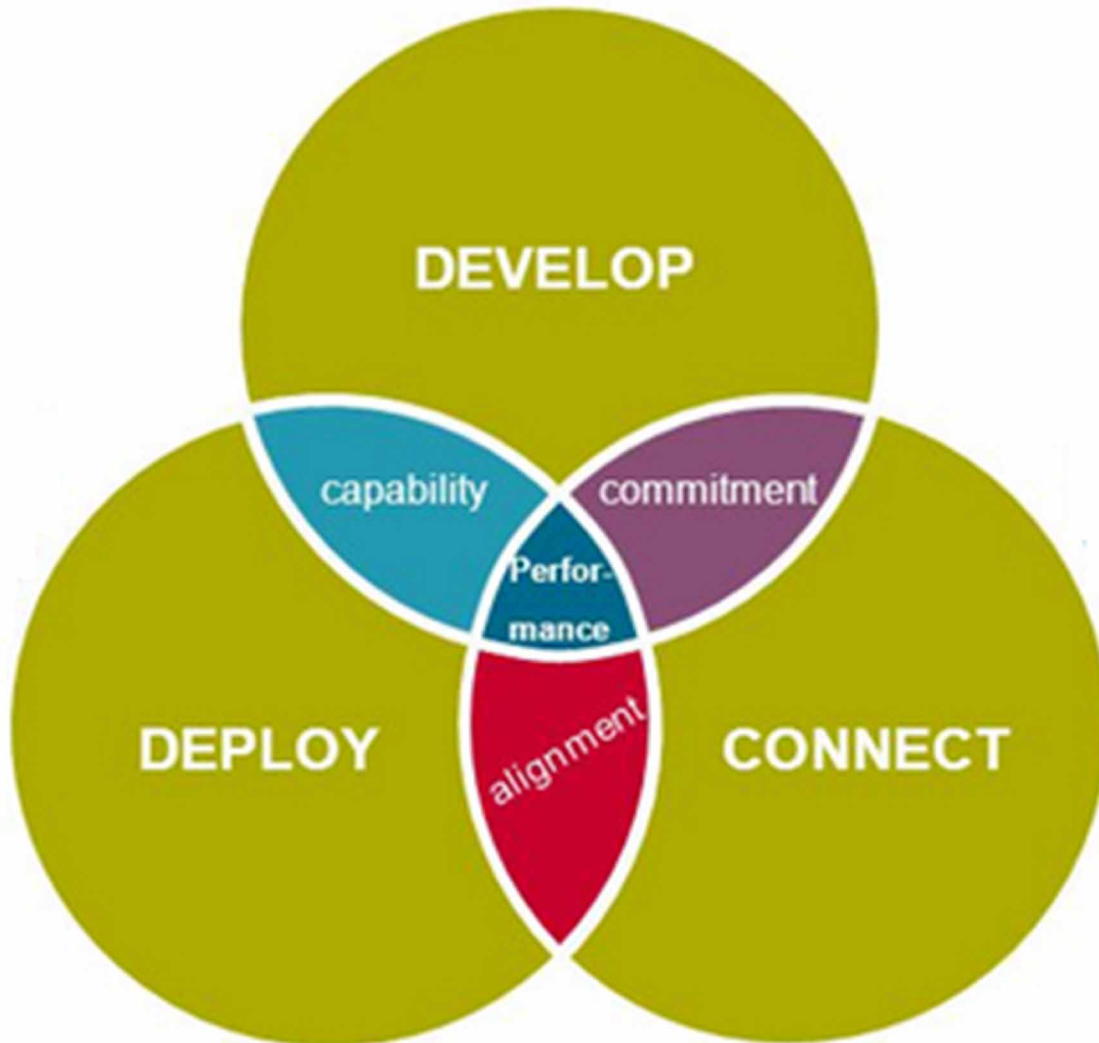 DEVELOP
capability
commitment
Perfor-
mance
alignment
DEPLOY
CONNECT